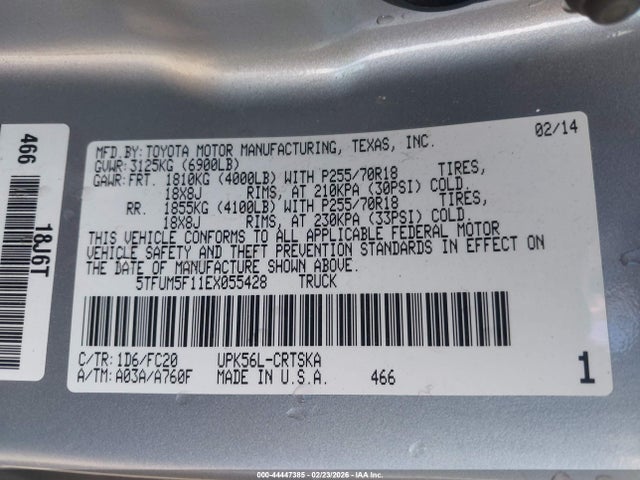 466
18J6T
MFD BY: TOYOTA MOTOR MANUFACTURING, TEXAS, INC. 02/14
GVWR: 3125KG (6900LB)
GAWR: FRT. 1810KG (4000LB) WITH P255/70R18 TIRES,
18X8J RIMS, AT 210KPA (30PSI) COLD.
RR. 1855KG (4100LB) WITH P255/70R18 TIRES,
18X8J RIMS, AT 230KPA (33PSI) COLD.
THIS VEHICLE CONFORMS TO ALL APPLICABLE FEDERAL MOTOR
VEHICLE SAFETY AND THEFT PREVENTION STANDARDS IN EFFECT ON
THE DATE OF MANUFACTURE SHOWN ABOVE.
5TFUM5F11EX055428 TRUCK
C/TR: 1D6/FC20 UPK56L-CRTSKA
A/TM: A03A/A760F MADE IN U.S.A. 466 1
000-44447385 - 02/23/2026 - IAA Inc.